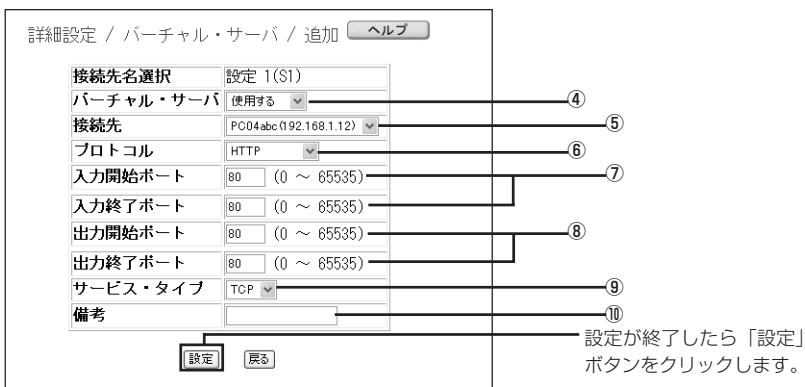 詳細設定 / バーチャル・サーバ / 追加 ヘルプ
接続先名選択 設定 1(S1)
バーチャル・サーバ 使用する ④
接続先 PC04abc(192.168.1.12) ⑤
プロトコル HTTP ⑥
入力開始ポート 80 (0 ～ 65535) ⑦
入力終了ポート 80 (0 ～ 65535)
出力開始ポート 80 (0 ～ 65535) ⑧
出力終了ポート 80 (0 ～ 65535)
サービス・タイプ TCP ⑨
備考 ⑩
設定が終了したら「設定」
ボタンをクリックします。
設定 戻る